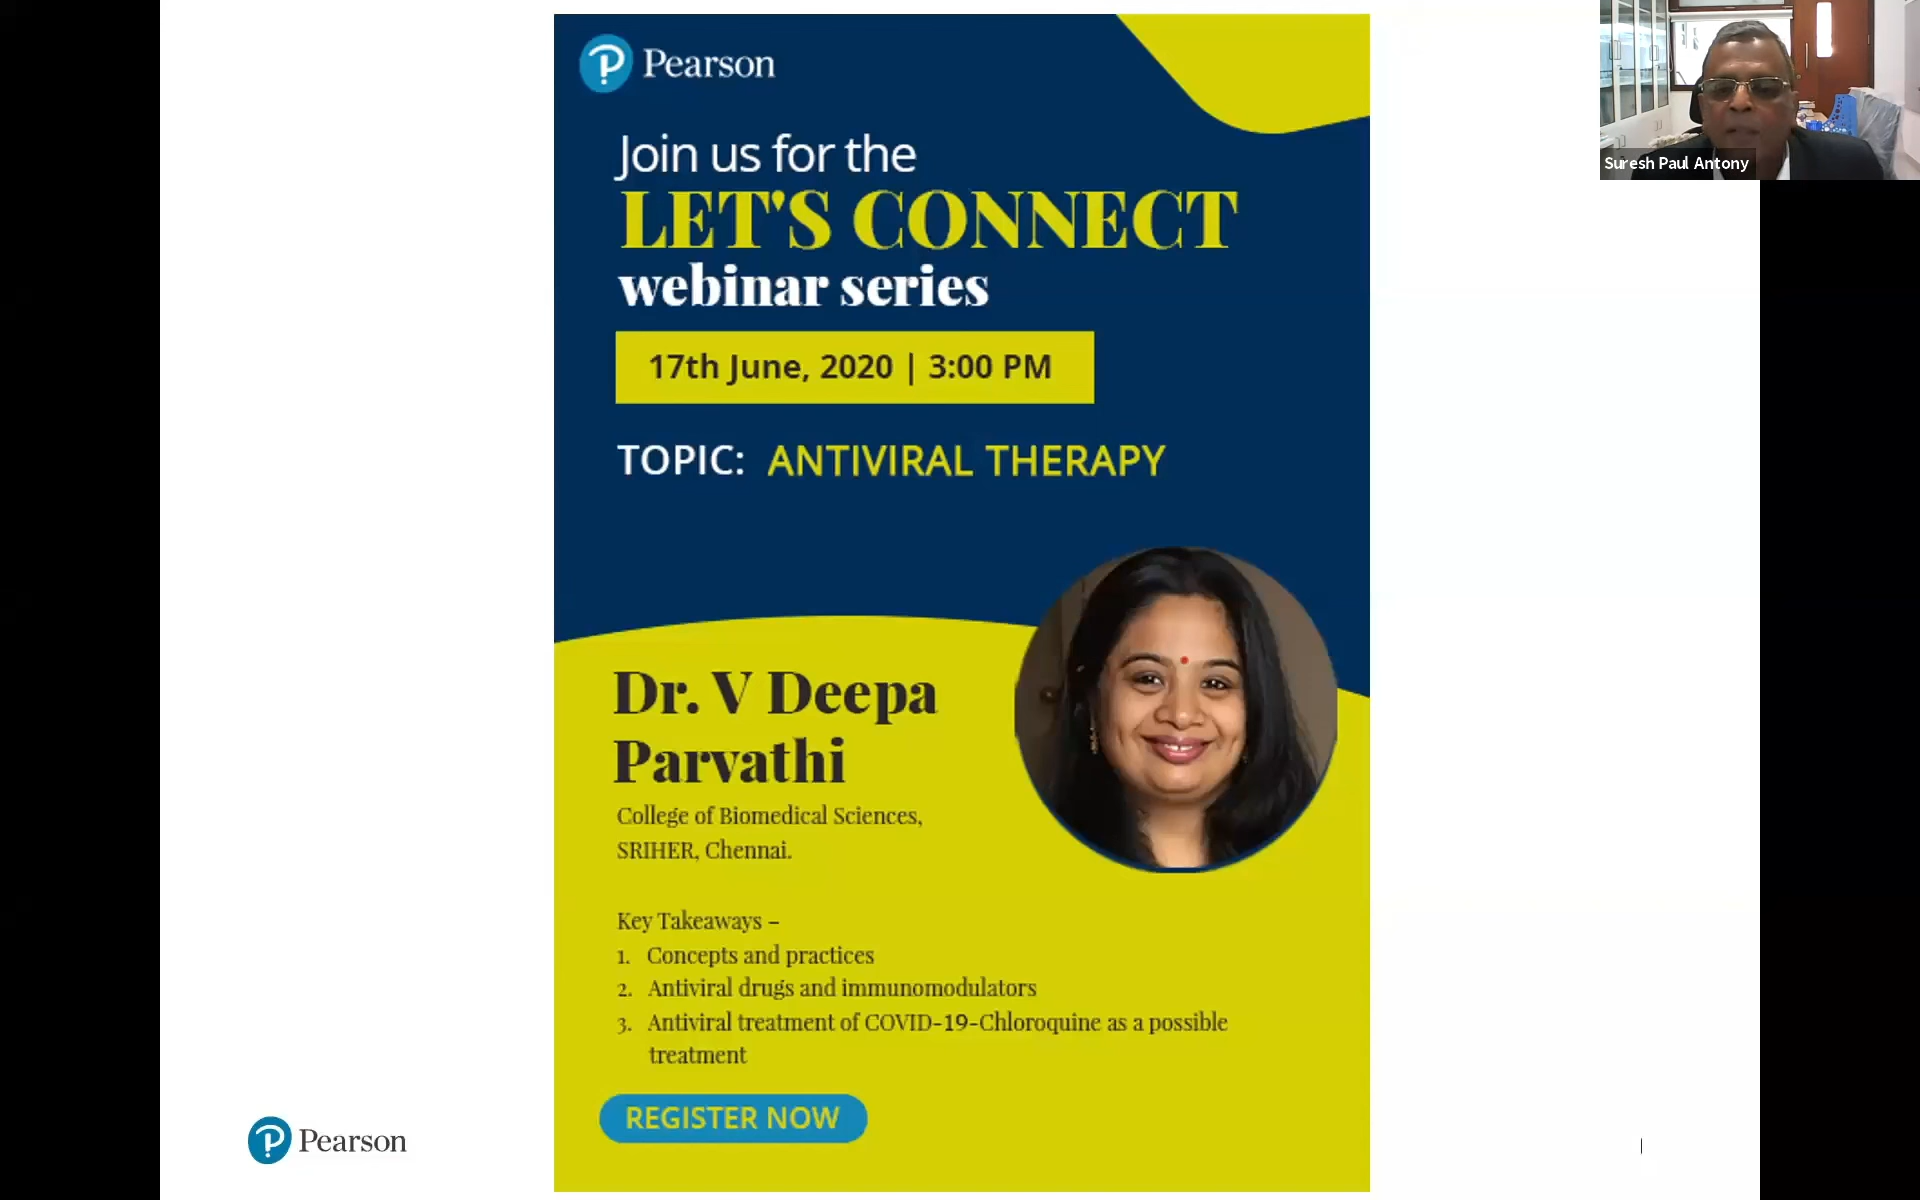 Pearson
Join us for the
LET'S CONNECT
webinar series
17th June, 2020 | 3:00 PM
TOPIC: ANTIVIRAL THERAPY
Dr. V Deepa
Parvathi
College of Biomedical Sciences,
SRIHER, Chennai.
Key Takeaways –
1. Concepts and practices
2. Antiviral drugs and immunomodulators
3. Antiviral treatment of COVID-19-Chloroquine as a possible
treatment
REGISTER NOW
Pearson
Suresh Paul Antony